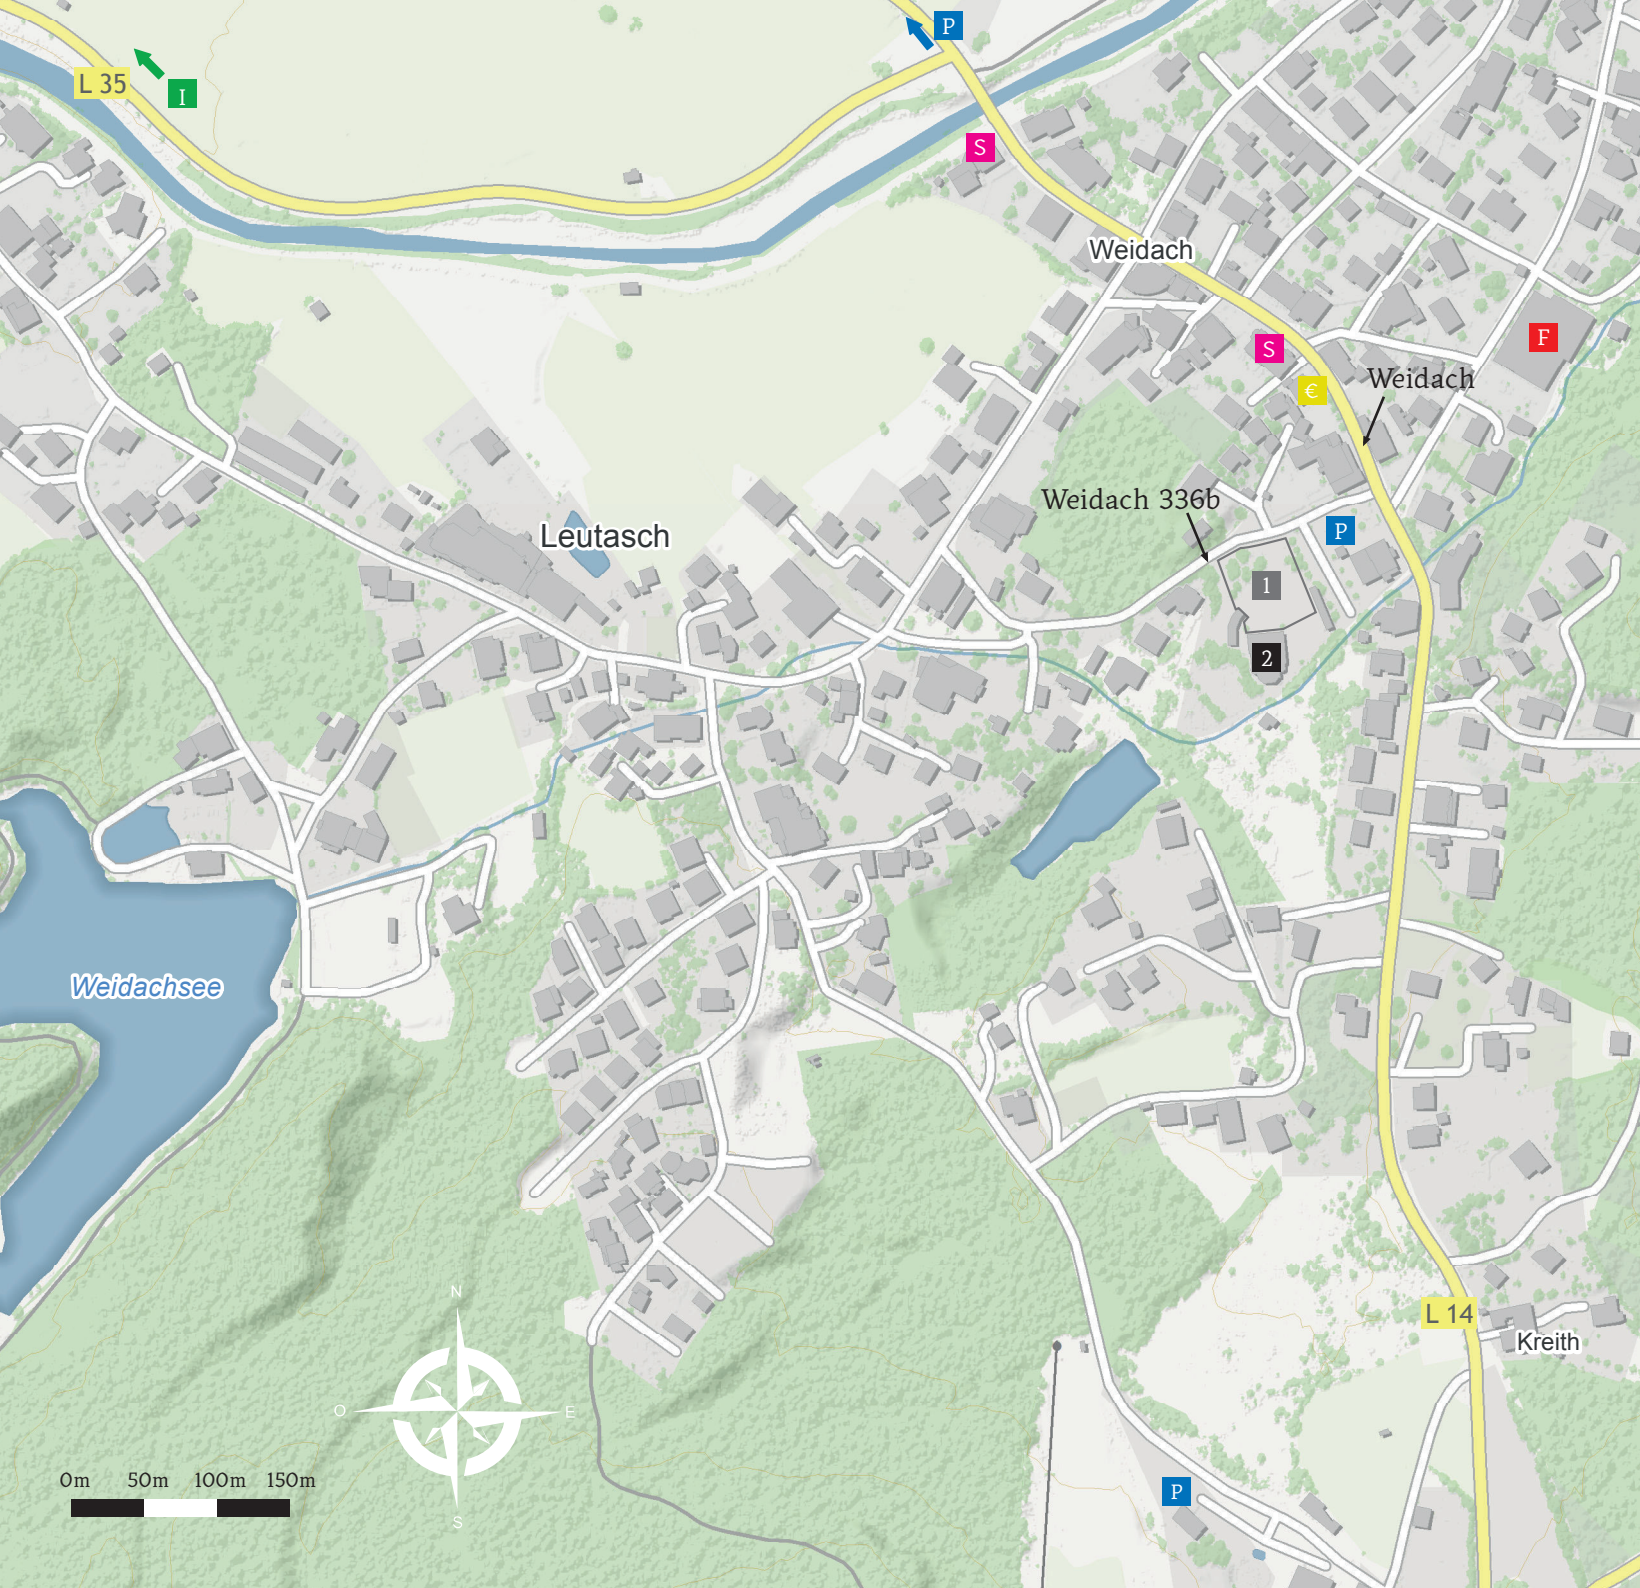 P
L 35
I
S
Weidach
F
S
€
Weidach
Weidach 336b
P
Leutasch
1
2
Weidachsee
N
O
E
S
L 14
Kreith
0m 50m 100m 150m
P